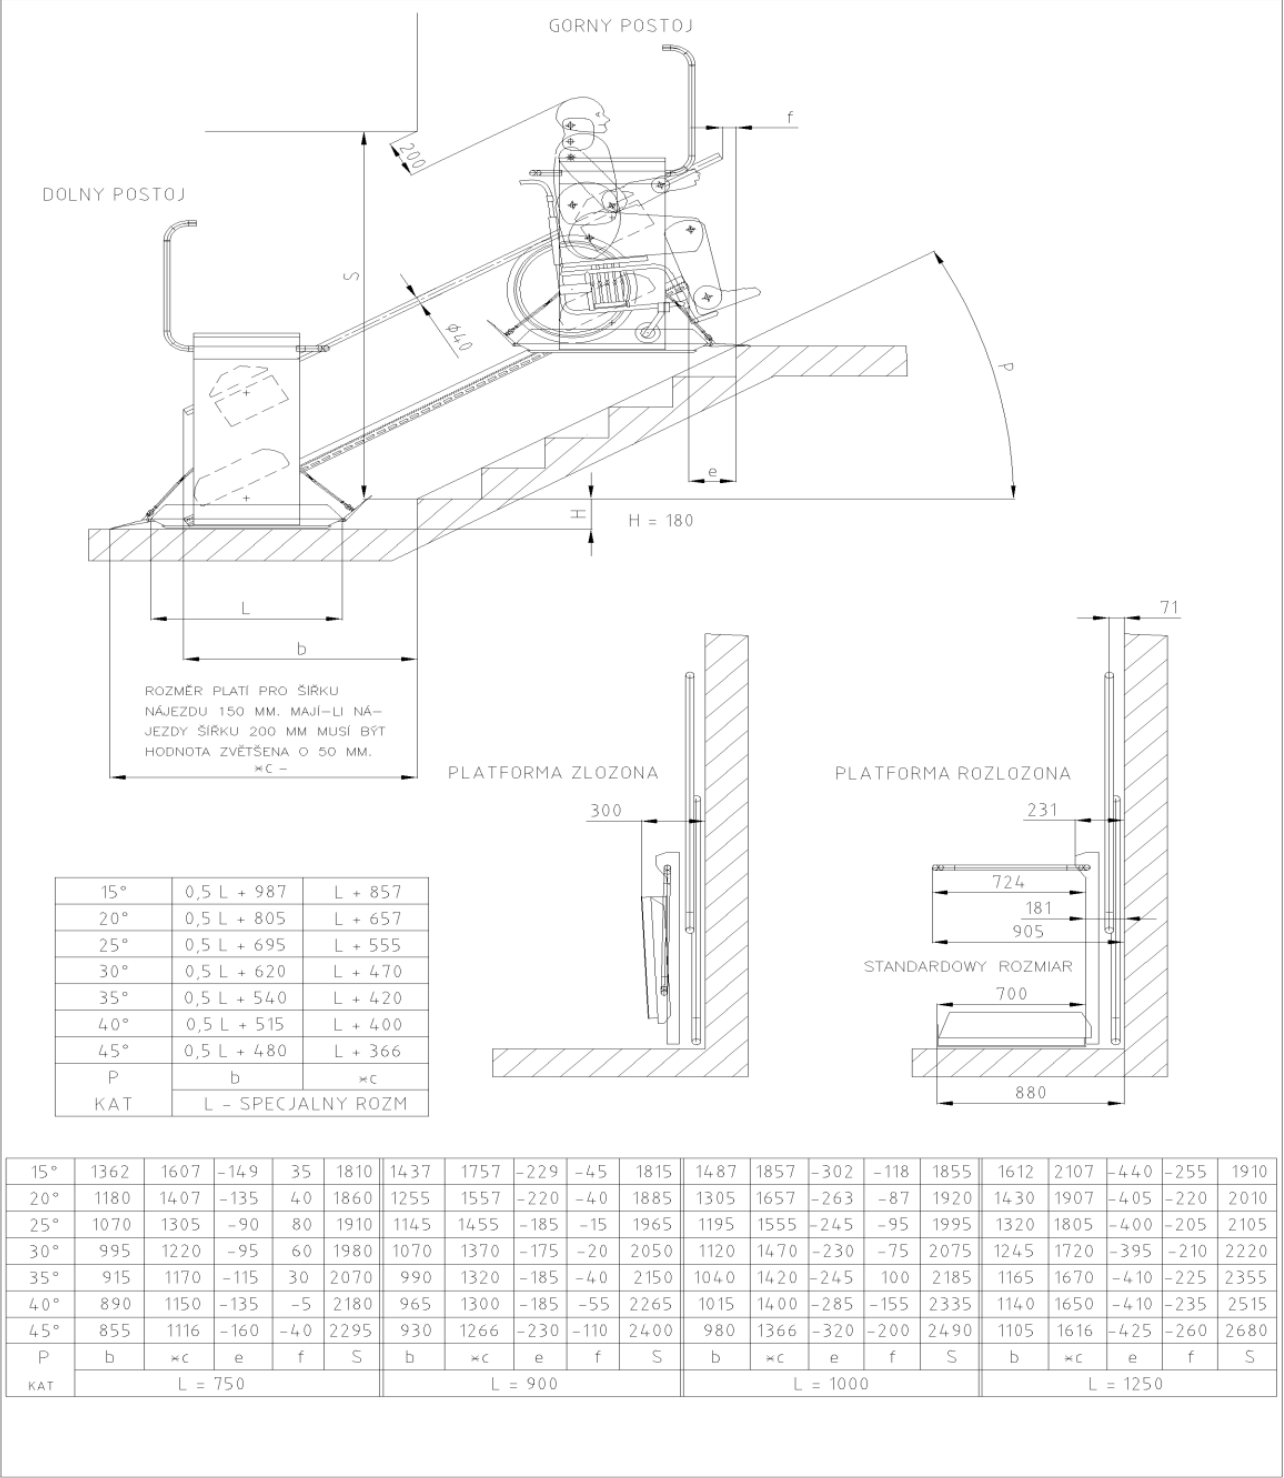 GORNY POSTOJ
f
200
DOLNY POSTOJ
S
ϕ40
P
e
H
H = 180
L
b
71
ROZMĚR PLATÍ PRO ŠÍŘKU
NÁJEZDU 150 MM. MAJÍ-LI NÁ-
JEZDY ŠÍŘKU 200 MM MUSÍ BÝT
HODNOTA ZVĚTŠENA O 50 MM.
*C -
PLATFORMA ZLOZONA
PLATFORMA ROZLOZONA
300
231
724
181
905
STANDARDOWY ROZMIAR
700
880
15° 0,5 L + 987 L + 857
20° 0,5 L + 805 L + 657
25° 0,5 L + 695 L + 555
30° 0,5 L + 620 L + 470
35° 0,5 L + 540 L + 420
40° 0,5 L + 515 L + 400
45° 0,5 L + 480 L + 366
P b *c
KAT L - SPECJALNY ROZM
15° 1362 1607 -149 35 1810 1437 1757 -229 -45 1815 1487 1857 -302 -118 1855 1612 2107 -440 -255 1910
20° 1180 1407 -135 40 1860 1255 1557 -220 -40 1885 1305 1657 -263 -87 1920 1430 1907 -405 -220 2010
25° 1070 1305 -90 80 1910 1145 1455 -185 -15 1965 1195 1555 -245 -95 1995 1320 1805 -400 -205 2105
30° 995 1220 -95 60 1980 1070 1370 -175 -20 2050 1120 1470 -230 -75 2075 1245 1720 -395 -210 2220
35° 915 1170 -115 30 2070 990 1320 -185 -40 2150 1040 1420 -245 100 2185 1165 1670 -410 -225 2355
40° 890 1150 -135 -5 2180 965 1300 -185 -55 2265 1015 1400 -285 -155 2335 1140 1650 -410 -235 2515
45° 855 1116 -160 -40 2295 930 1266 -230 -110 2400 980 1366 -320 -200 2490 1105 1616 -425 -260 2680
P b *c e f S b *c e f S b *c e f S b *c e f S
KAT L = 750 L = 900 L = 1000 L = 1250